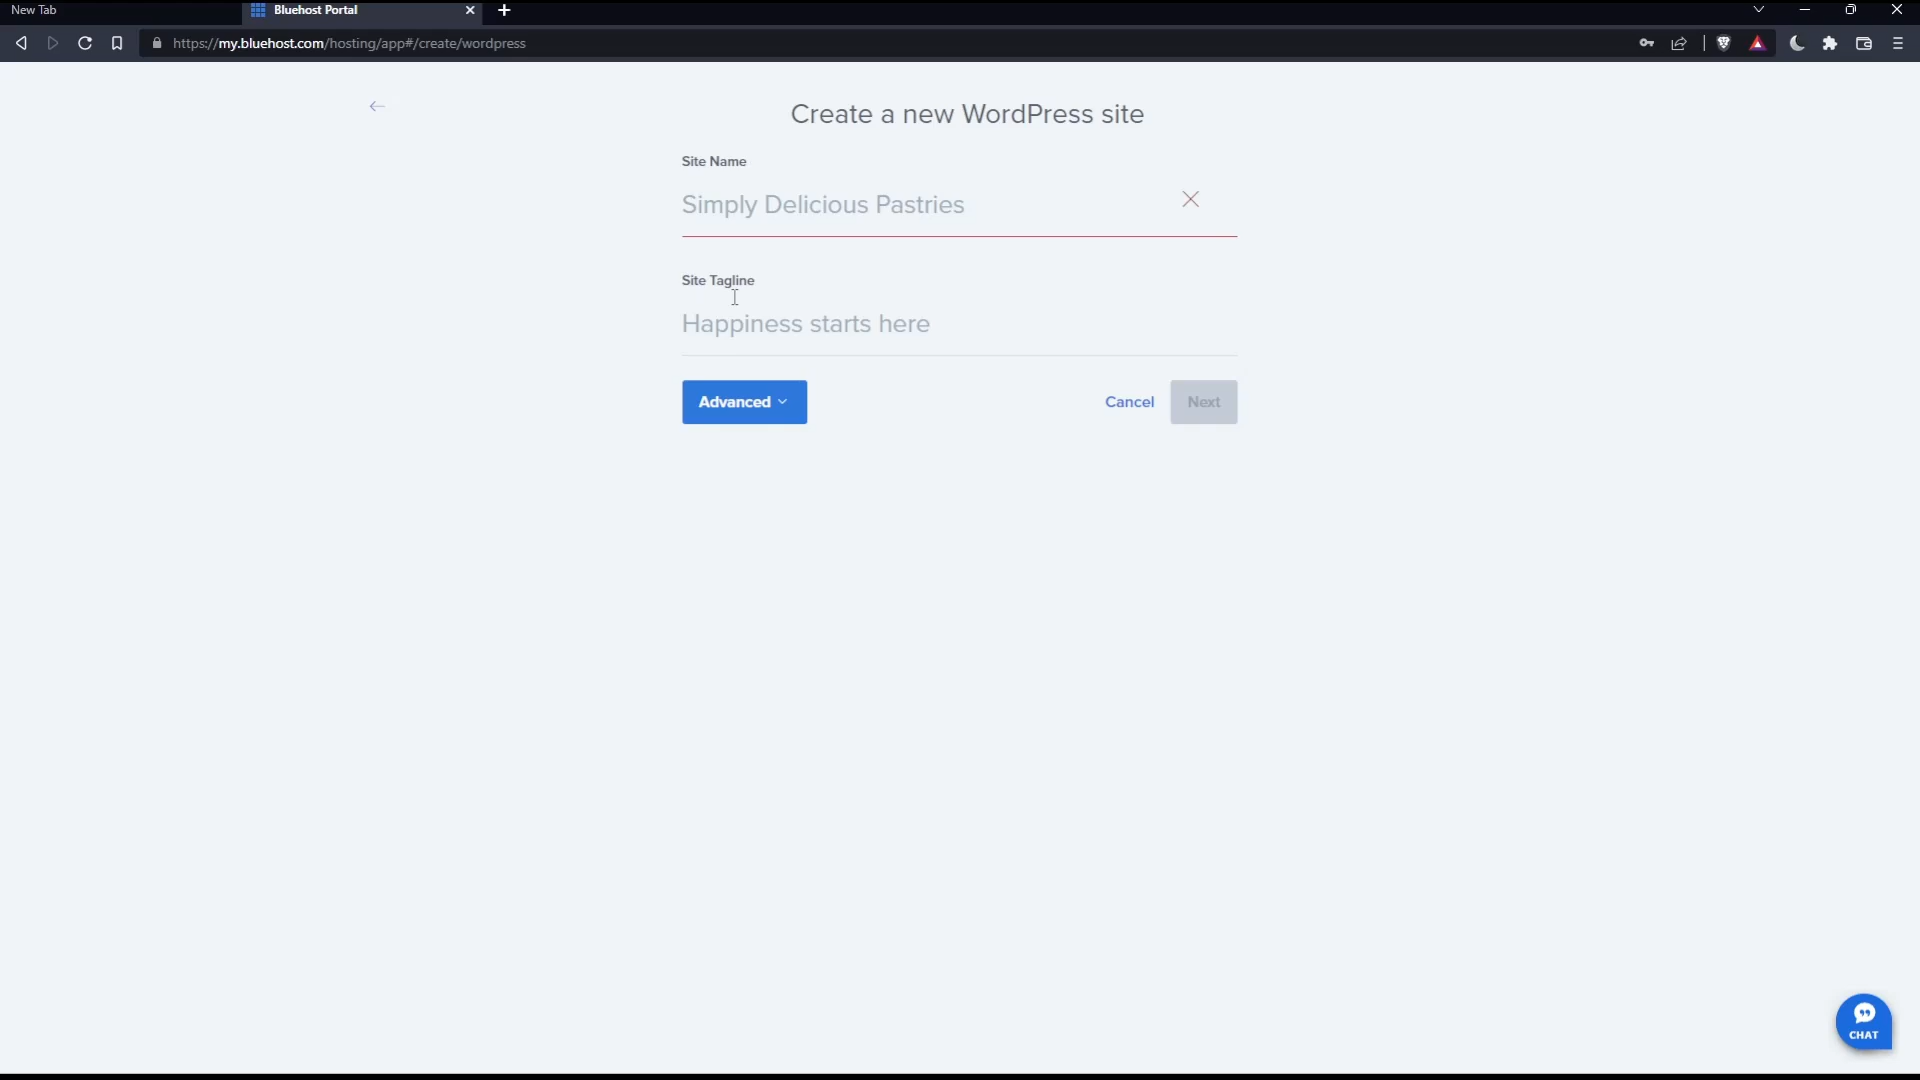 New Tab
Bluehost Portal
https://my.bluehost.com/hosting/app#/create/wordpress
Create a new WordPress site
Site Name
Simply Delicious Pastries
Site Tagline
Happiness starts here
Advanced
Cancel
Next
CHAT